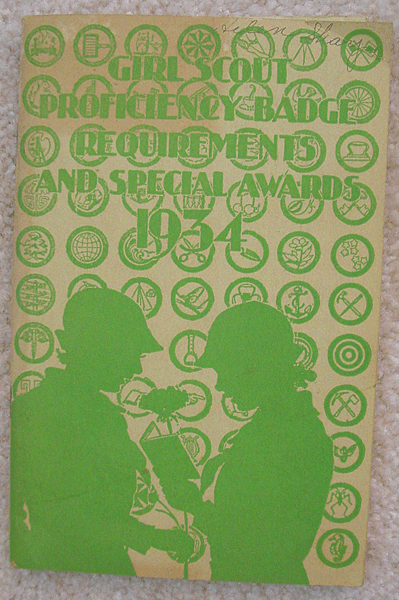 GIRL SCOUT
PROFICIENCY BADGE
REQUIREMENTS
AND SPECIAL AWARDS
1934